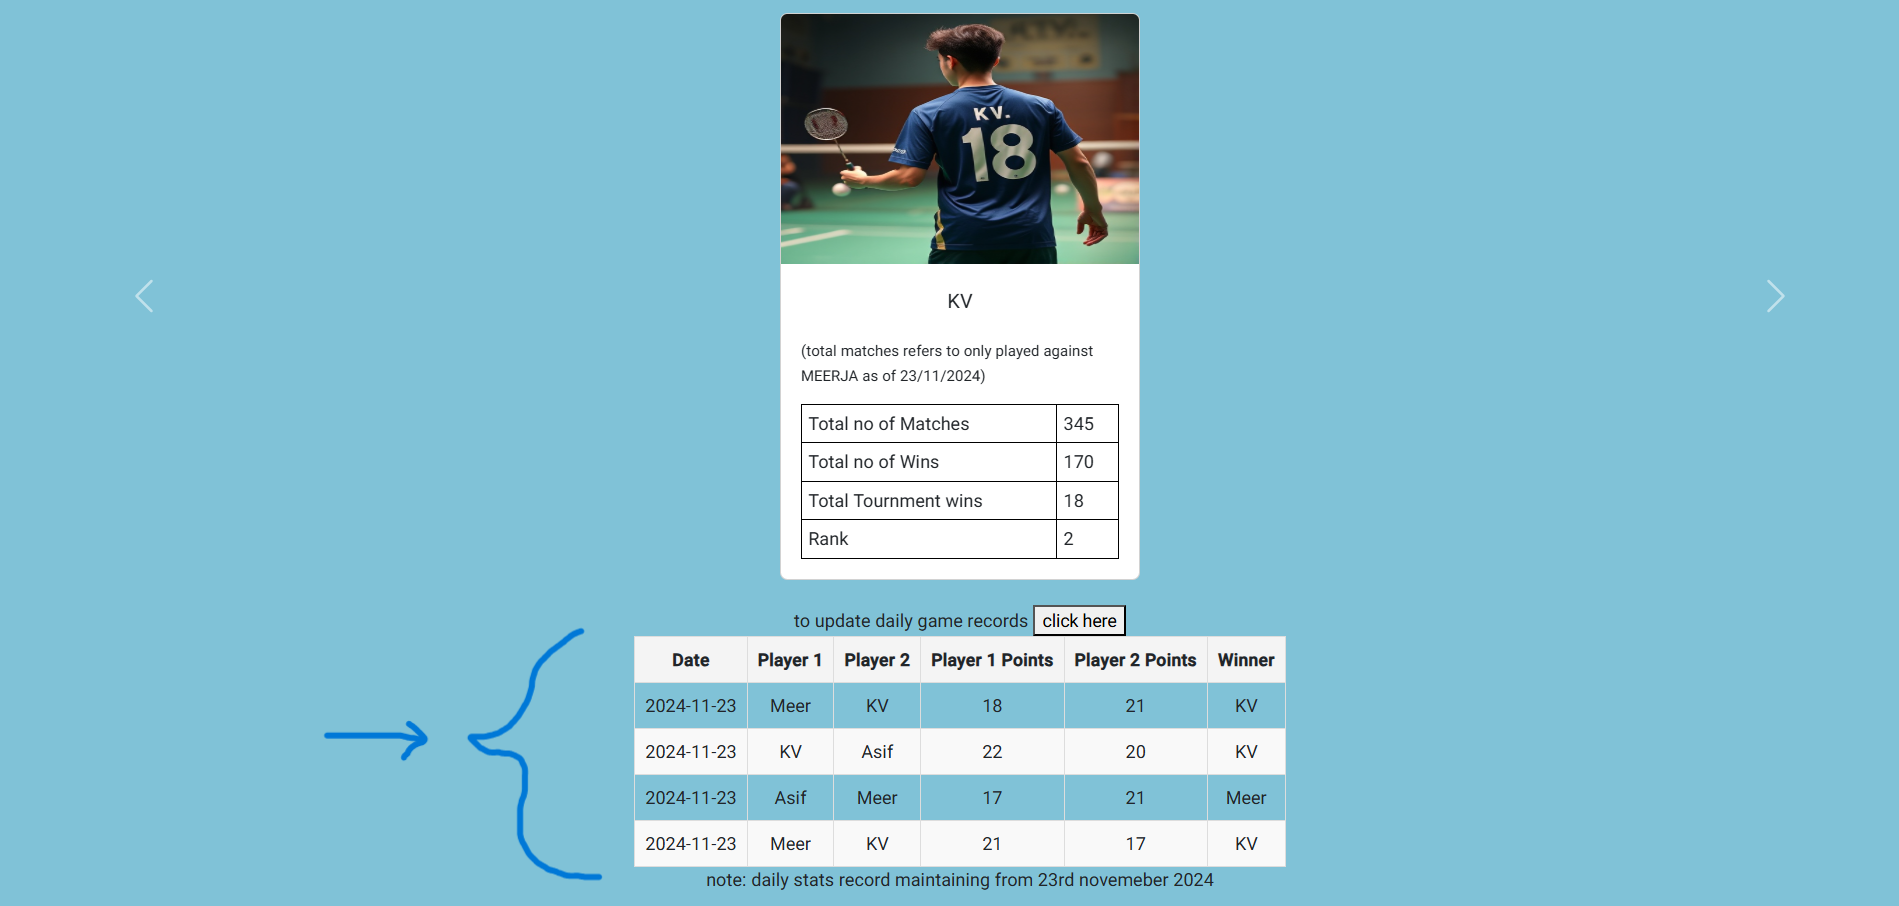 KV.
18
KV
(total matches refers to only played against
MEERJA as of 23/11/2024)
Total no of Matches 345
Total no of Wins 170
Total Tournment wins 18
Rank 2
to update daily game records click here
Date Player 1 Player 2 Player 1 Points Player 2 Points Winner
2024-11-23 Meer KV 18 21 KV
2024-11-23 KV Asif 22 20 KV
2024-11-23 Asif Meer 17 21 Meer
2024-11-23 Meer KV 21 17 KV
note: daily stats record maintaining from 23rd novemeber 2024